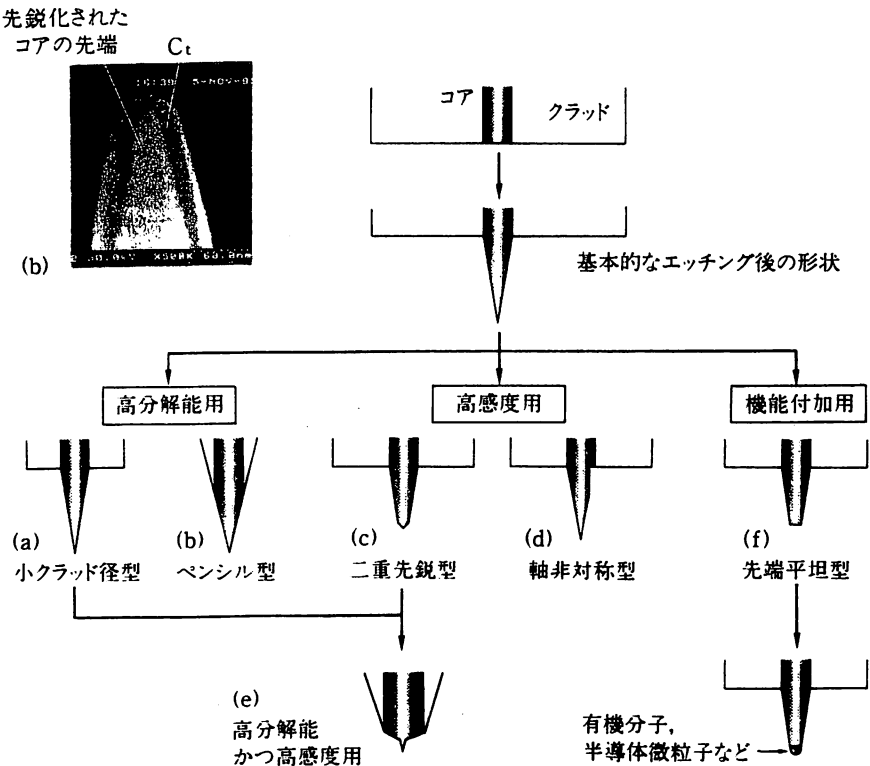 先鋭化された
コアの先端
Ct
(b)
コア
クラッド
基本的なエッチング後の形状
高分解能用
高感度用
機能付加用
(a)
小クラッド径型
(b)
ペンシル型
(c)
二重先鋭型
(d)
軸非対称型
(f)
先端平坦型
(e)
高分解能
かつ高感度用
有機分子,
半導体微粒子など